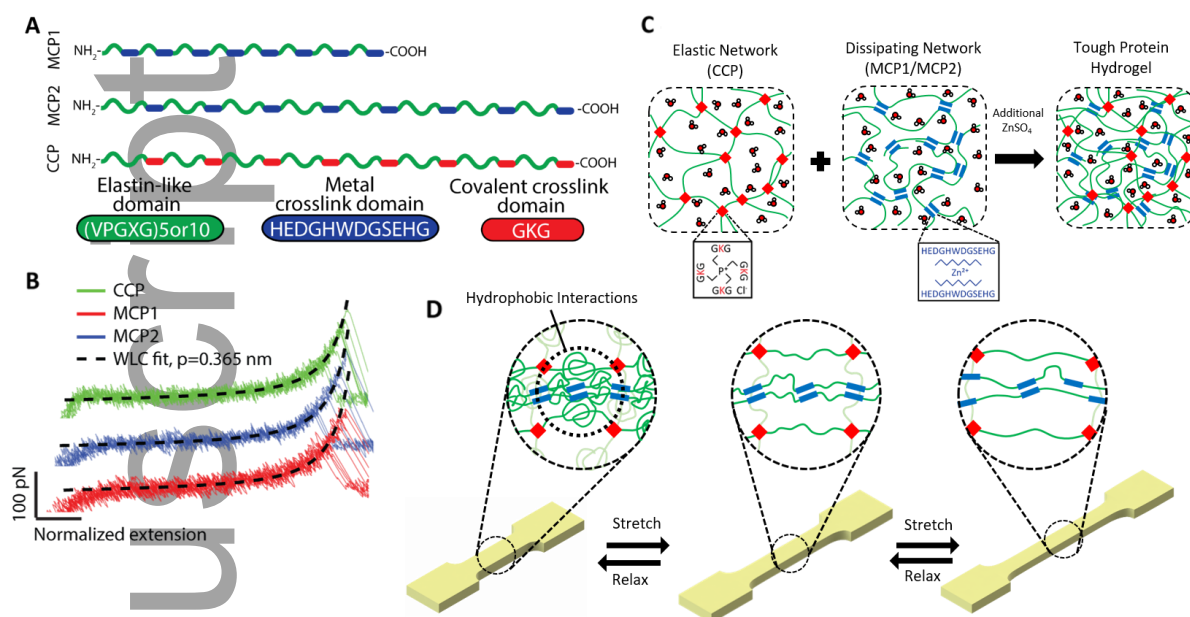 A
MCP1
NH2- -COOH
MCP2
NH2- -COOH
CCP
NH2- -COOH
Elastin-like
domain
(VPGXG)5or10
Metal
crosslink domain
HEDGHWDGSEHG
Covalent crosslink
domain
GKG
B
CCP
MCP1
MCP2
WLC fit, p=0.365 nm
100 pN
Normalized extension
C
Elastic Network
(CCP)
Dissipating Network
(MCP1/MCP2)
Tough Protein
Hydrogel
Additional
ZnSO4
GKG
GKG P+ GKG
GKG Cl-
HEDGHWDGSEHG
Zn2+
HEDGHWDGSEHG
D
Hydrophobic Interactions
Stretch
Relax
Stretch
Relax
uscript